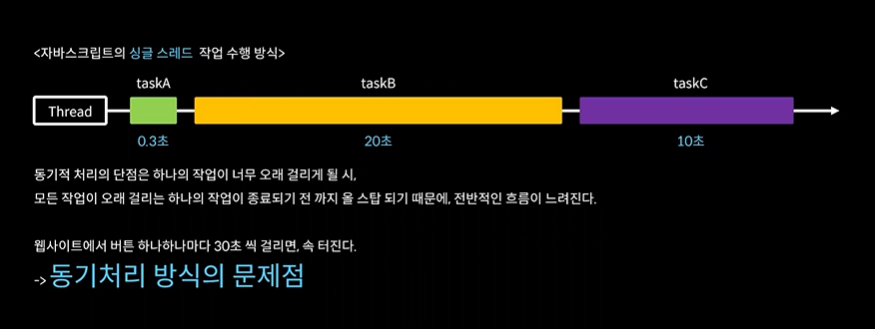 <자바스크립트의 싱글 스레드 작업 수행 방식>
taskA taskB taskC
Thread
0.3초 20초 10초
동기적 처리의 단점은 하나의 작업이 너무 오래 걸리게 될 시,
모든 작업이 오래 걸리는 하나의 작업이 종료되기 전 까지 올 스탑 되기 때문에, 전반적인 흐름이 느려진다.
웹사이트에서 버튼 하나하나마다 30초 씩 걸리면, 속 터진다.
-> 동기처리 방식의 문제점